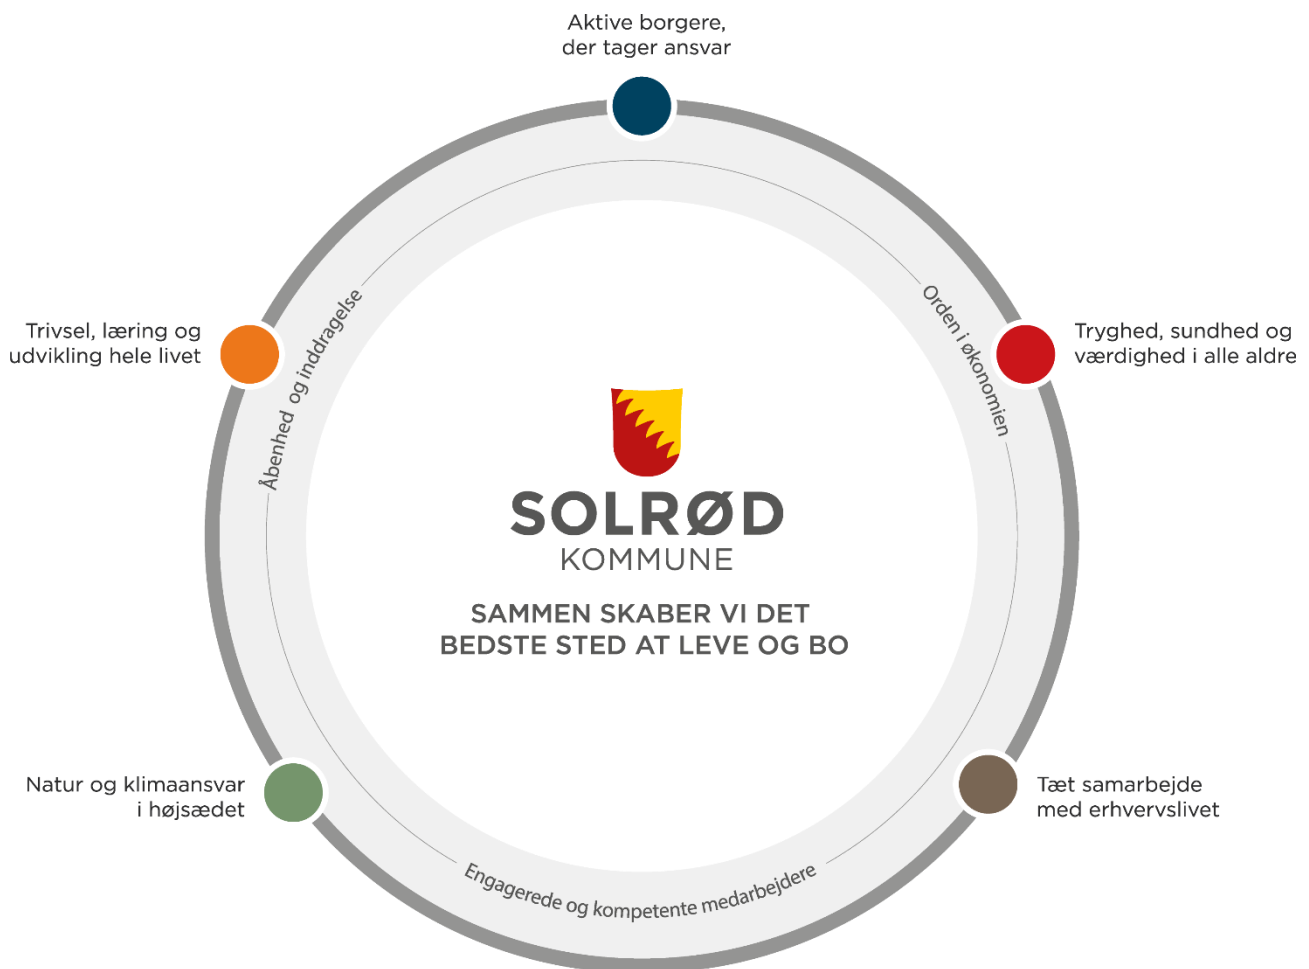 Aktive borgere,
der tager ansvar
Trivsel, læring og
udvikling hele livet
Åbenhed og inddragelse
Orden i økonomien
Tryghed, sundhed og
værdighed i alle aldre
SOLRØD
KOMMUNE
SAMMEN SKABER VI DET
BEDSTE STED AT LEVE OG BO
Natur og klimaansvar
i højsædet
Tæt samarbejde
med erhvervslivet
Engagerede og kompetente medarbejdere